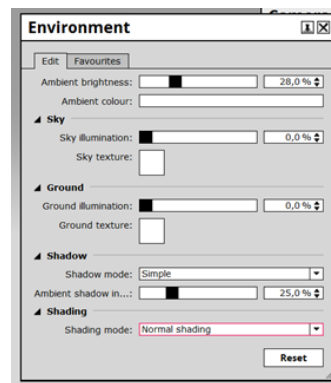 Environment
Edit Favourites
Ambient brightness: 28,0 %
Ambient colour:
Sky
Sky illumination: 0,0 %
Sky texture:
Ground
Ground illumination: 0,0 %
Ground texture:
Shadow
Shadow mode: Simple
Ambient shadow in...: 25,0 %
Shading
Shading mode: Normal shading
Reset